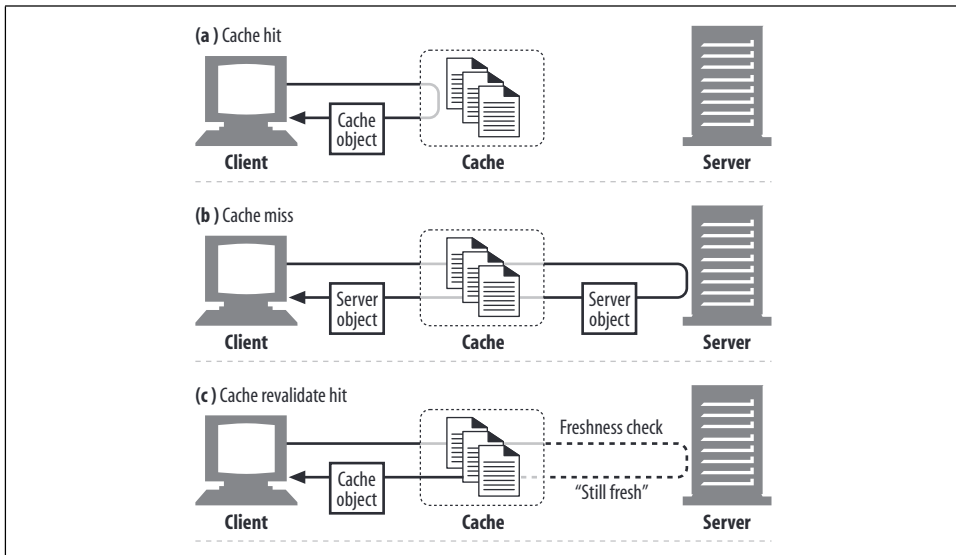 (a ) Cache hit
Cache
object
Client
Cache
Server
(b ) Cache miss
Server
object
Server
object
Client
Cache
Server
(c ) Cache revalidate hit
Freshness check
Cache
object
“Still fresh”
Client
Cache
Server